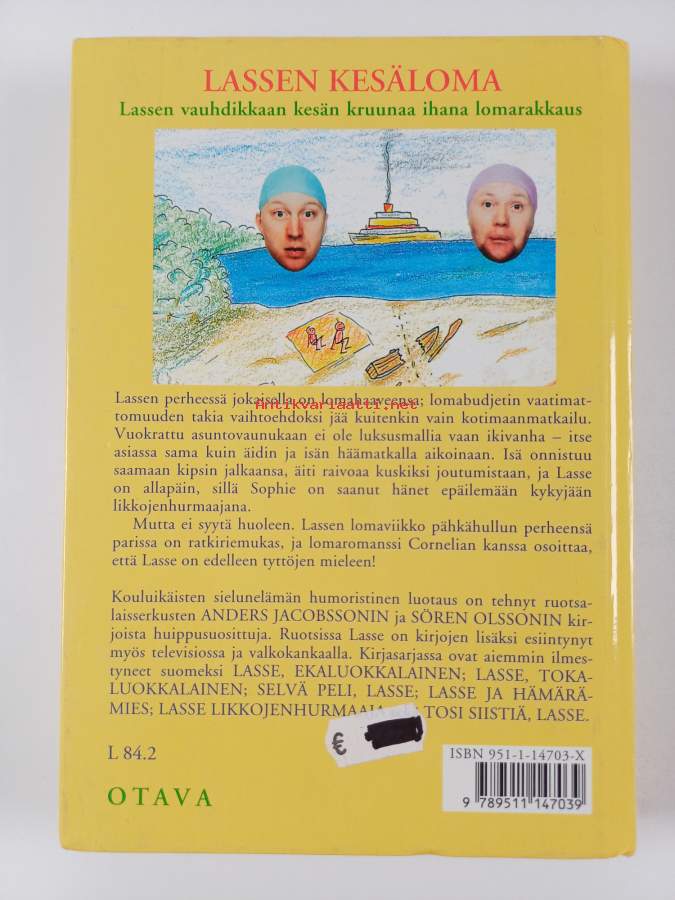 LASSEN KESÄLOMA
Lassen vauhdikkaan kesän kruunaa ihana lomarakkaus
Lassen perheessä jokaisella on lomahaaveensa; lomabudjetin vaatimat-
Antikvariaatti.net
tomuuden takia vaihtoehdoksi jää kuitenkin vain kotimaanmatkailu.
Vuokrattu asuntovaunukaan ei ole luksusmallia vaan ikivanha – itse
asiassa sama kuin äidin ja isän häämatkalla aikoinaan. Isä onnistuu
saamaan kipsin jalkaansa, äiti raivoaa kuskiksi joutumistaan, ja Lasse
on allapäin, sillä Sophie on saanut hänet epäilemään kykyjään
likkojenhurmaajana.
Mutta ei syytä huoleen. Lassen lomaviikko pähkähullun perheensä
parissa on ratkiriemukas, ja lomaromanssi Cornelian kanssa osoittaa,
että Lasse on edelleen tyttöjen mieleen!
Kouluikäisten sielunelämän humoristinen luotaus on tehnyt ruotsa-
laisserkusten ANDERS JACOBSSONIN ja SÖREN OLSSONIN kir-
joista huippusuosittuja. Ruotsissa Lasse on kirjojen lisäksi esiintynyt
myös televisiossa ja valkokankaalla. Kirjasarjassa ovat aiemmin ilmes-
tyneet suomeksi LASSE, EKALUOKKALAINEN; LASSE, TOKA-
LUOKKALAINEN; SELVÄ PELI, LASSE; LASSE JA HÄMÄRÄ-
MIES; LASSE LIKKOJENHURMAAJA TOSI SIISTIÄ, LASSE.
€
L 84.2
ISBN 951-1-14703-X
OTAVA
9 789511 147039